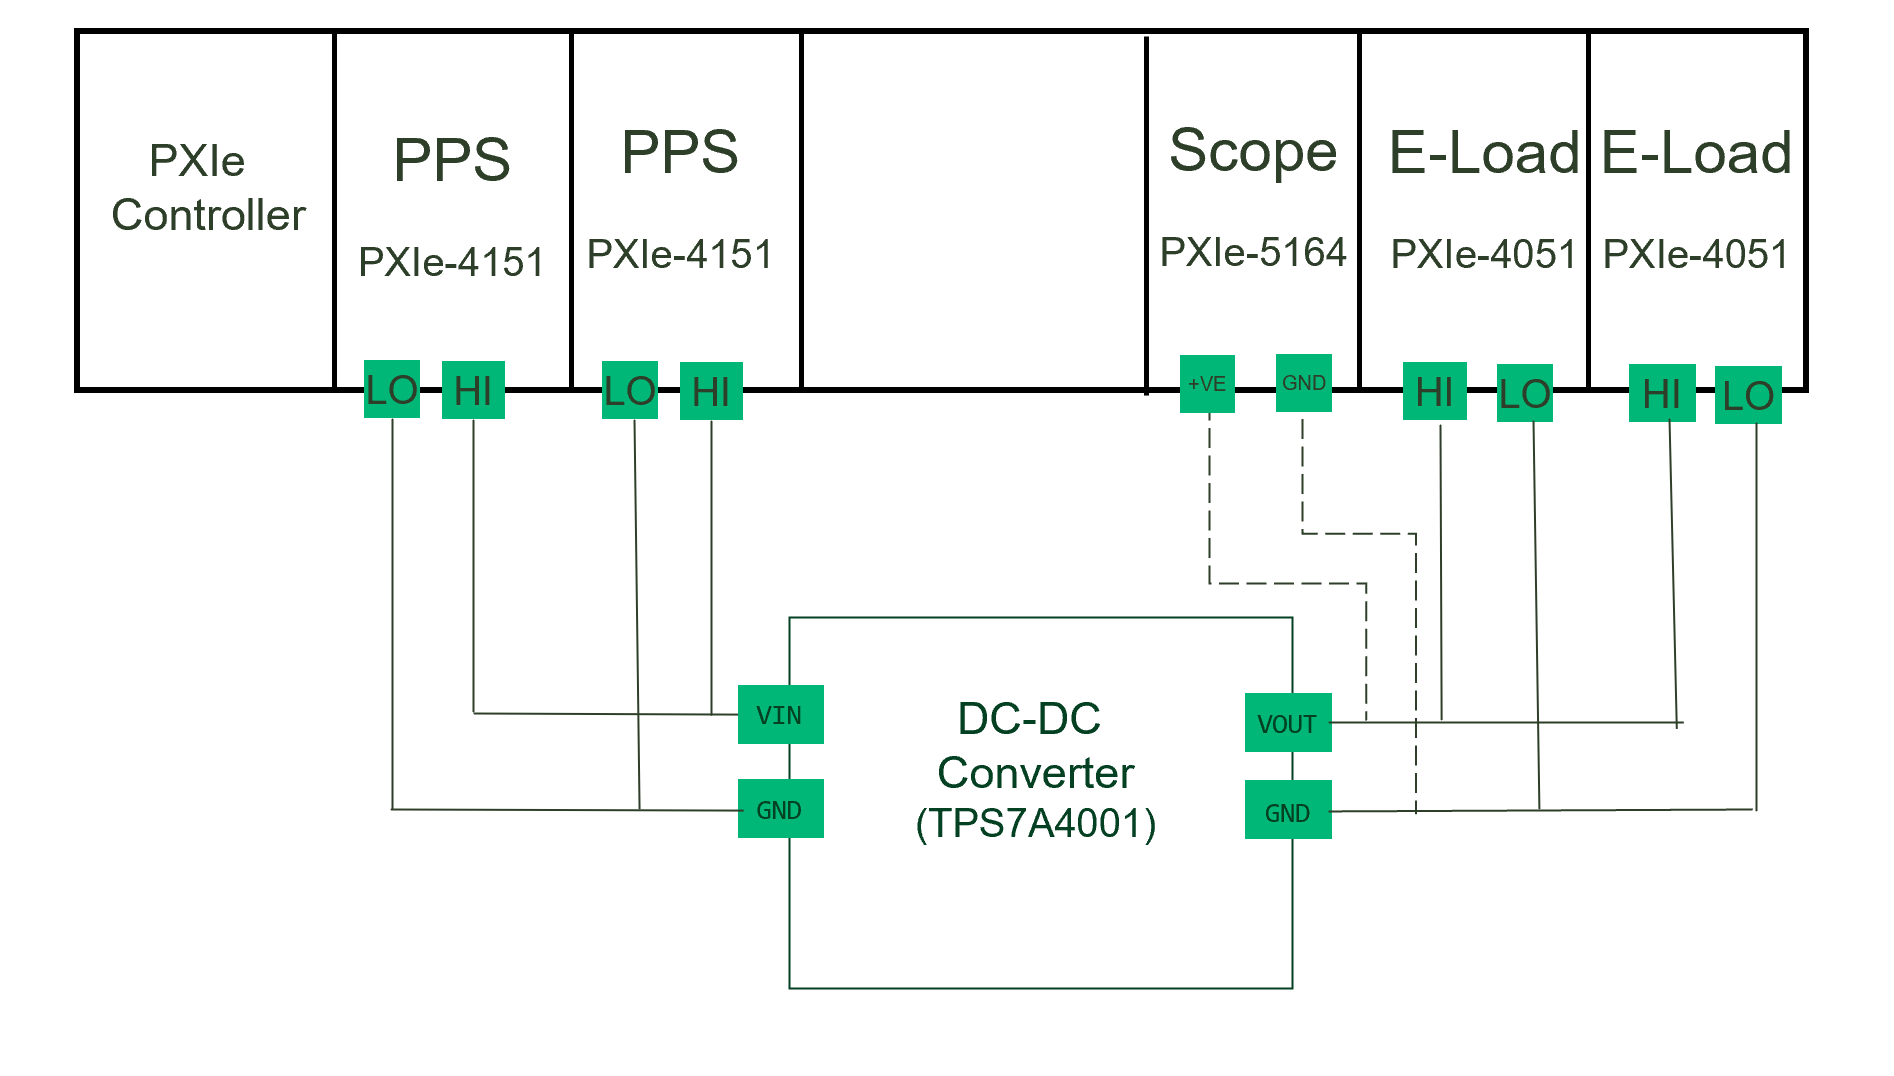 PXIe
Controller
PPS
PXIe-4151
PPS
PXIe-4151
Scope
PXIe-5164
E-Load
PXIe-4051
E-Load
PXIe-4051
LO
HI
LO
HI
+VE
GND
HI
LO
HI
LO
VIN
GND
DC-DC
Converter
(TPS7A4001)
VOUT
GND